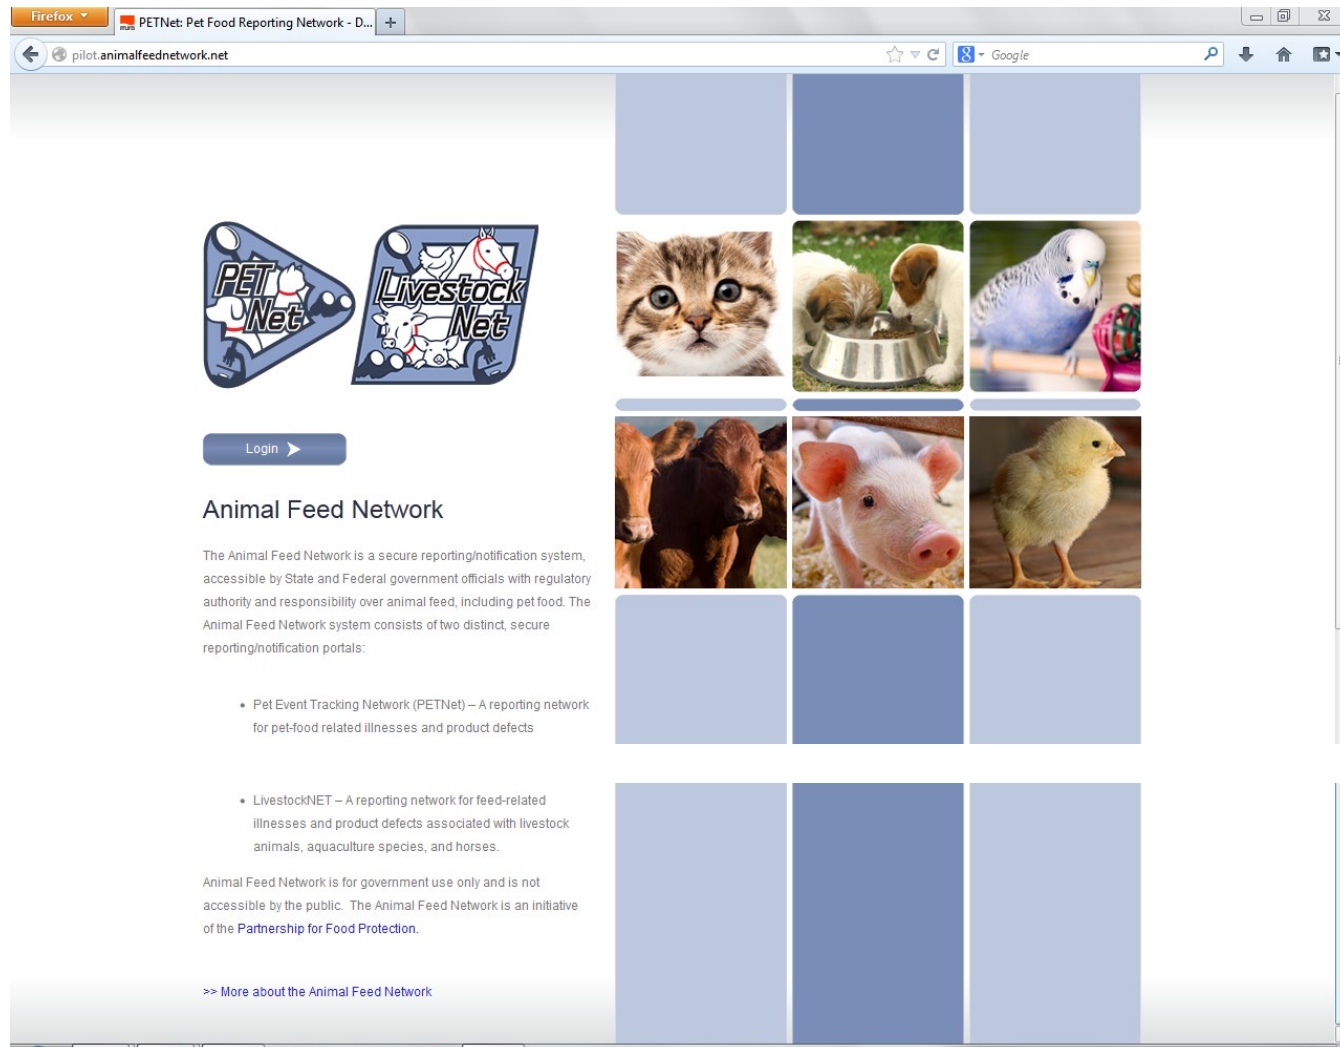 Firefox
PETNet: Pet Food Reporting Network - D...
pilot.animalfeednetwork.net
Google
PET
Net
Livestock
Net
Login
Animal Feed Network
The Animal Feed Network is a secure reporting/notification system,
accessible by State and Federal government officials with regulatory
authority and responsibility over animal feed, including pet food. The
Animal Feed Network system consists of two distinct, secure
reporting/notification portals:
• Pet Event Tracking Network (PETNet) – A reporting network
for pet-food related illnesses and product defects
• LivestockNET – A reporting network for feed-related
illnesses and product defects associated with livestock
animals, aquaculture species, and horses.
Animal Feed Network is for government use only and is not
accessible by the public. The Animal Feed Network is an initiative
of the Partnership for Food Protection.
>> More about the Animal Feed Network